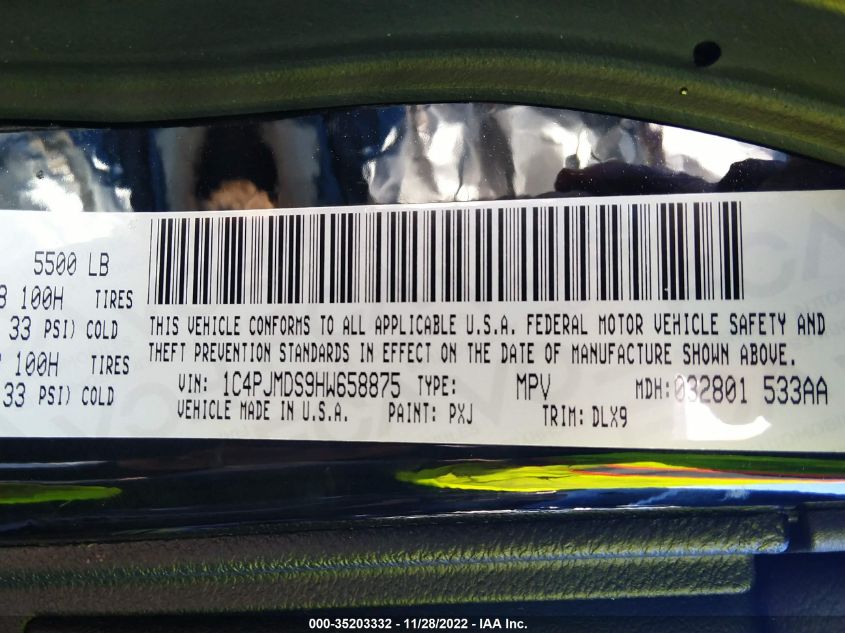 5500 LB
100H TIRES
33 PSI) COLD
100H TIRES
33 PSI) COLD
THIS VEHICLE CONFORMS TO ALL APPLICABLE U.S.A. FEDERAL MOTOR VEHICLE SAFETY AND
THEFT PREVENTION STANDARDS IN EFFECT ON THE DATE OF MANUFACTURE SHOWN ABOVE.
VIN: 1C4PJMDS9HW658875 TYPE: MPV MDH: 032801 533AA
VEHICLE MADE IN U.S.A. PAINT: PXJ TRIM: DLX9
000-35203332 - 11/28/2022 - IAA Inc.